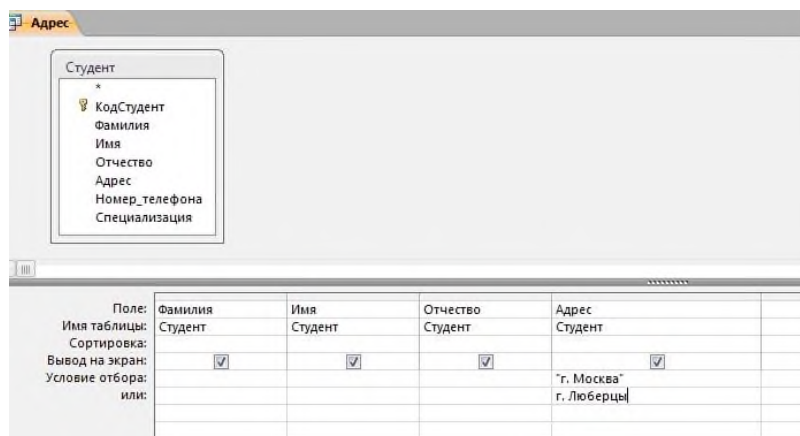 Адрес
Студент
*
КодСтудент
Фамилия
Имя
Отчество
Адрес
Номер_телефона
Специализация
Поле: Фамилия Имя Отчество Адрес
Имя таблицы: Студент Студент Студент Студент
Сортировка:
Вывод на экран:
Условие отбора: "г. Москва"
или: г. Люберцы